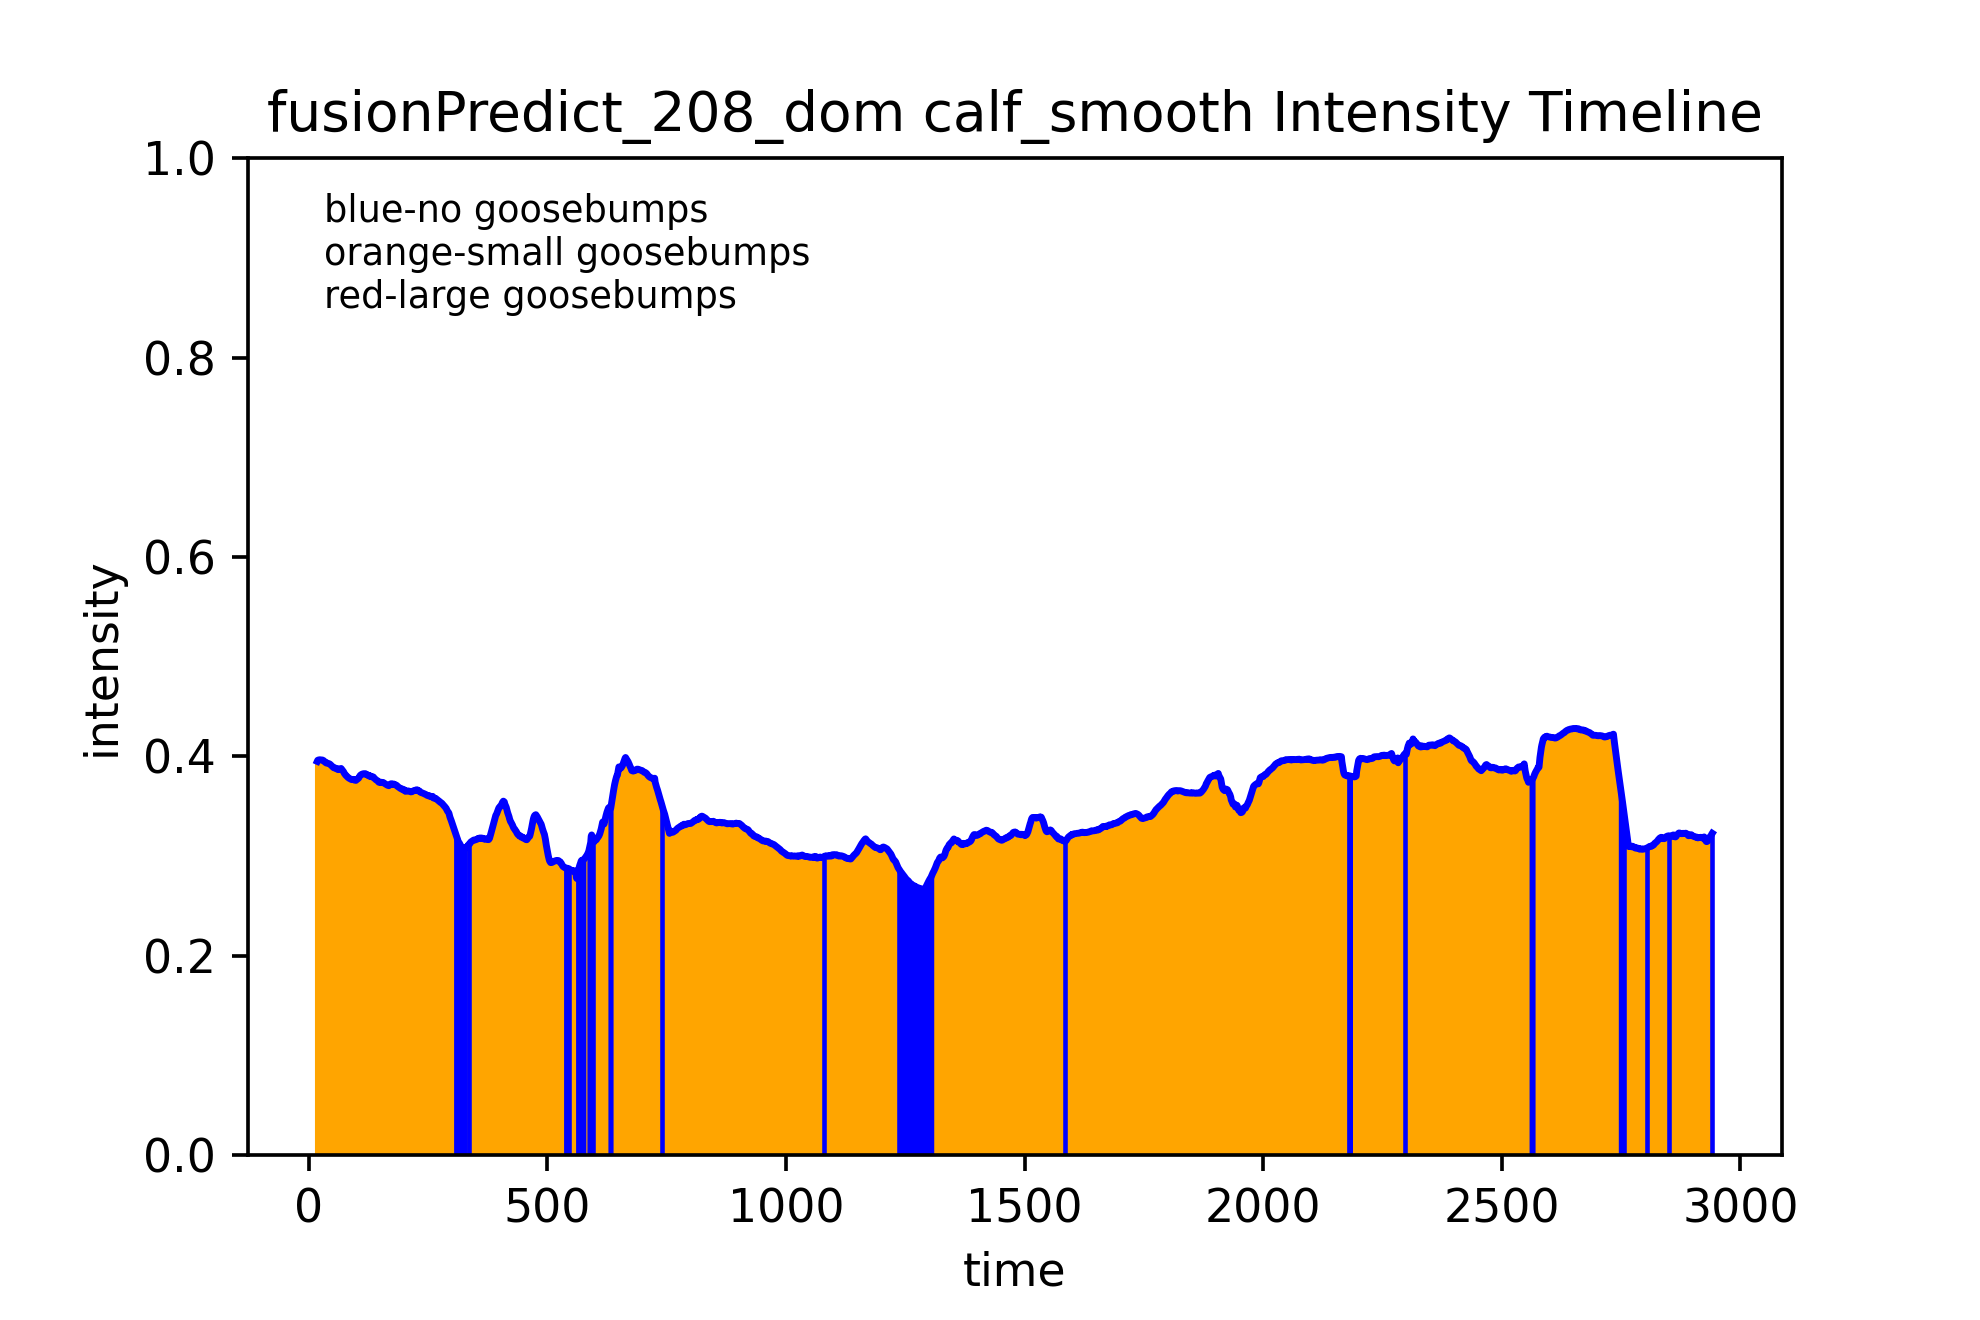 fusionPredict_208_dom calf_smooth Intensity Timeline
1.0
blue-no goosebumps
orange-small goosebumps
red-large goosebumps
0.8
0.6
intensity
0.4
0.2
0.0
0 500 1000 1500 2000 2500 3000
time